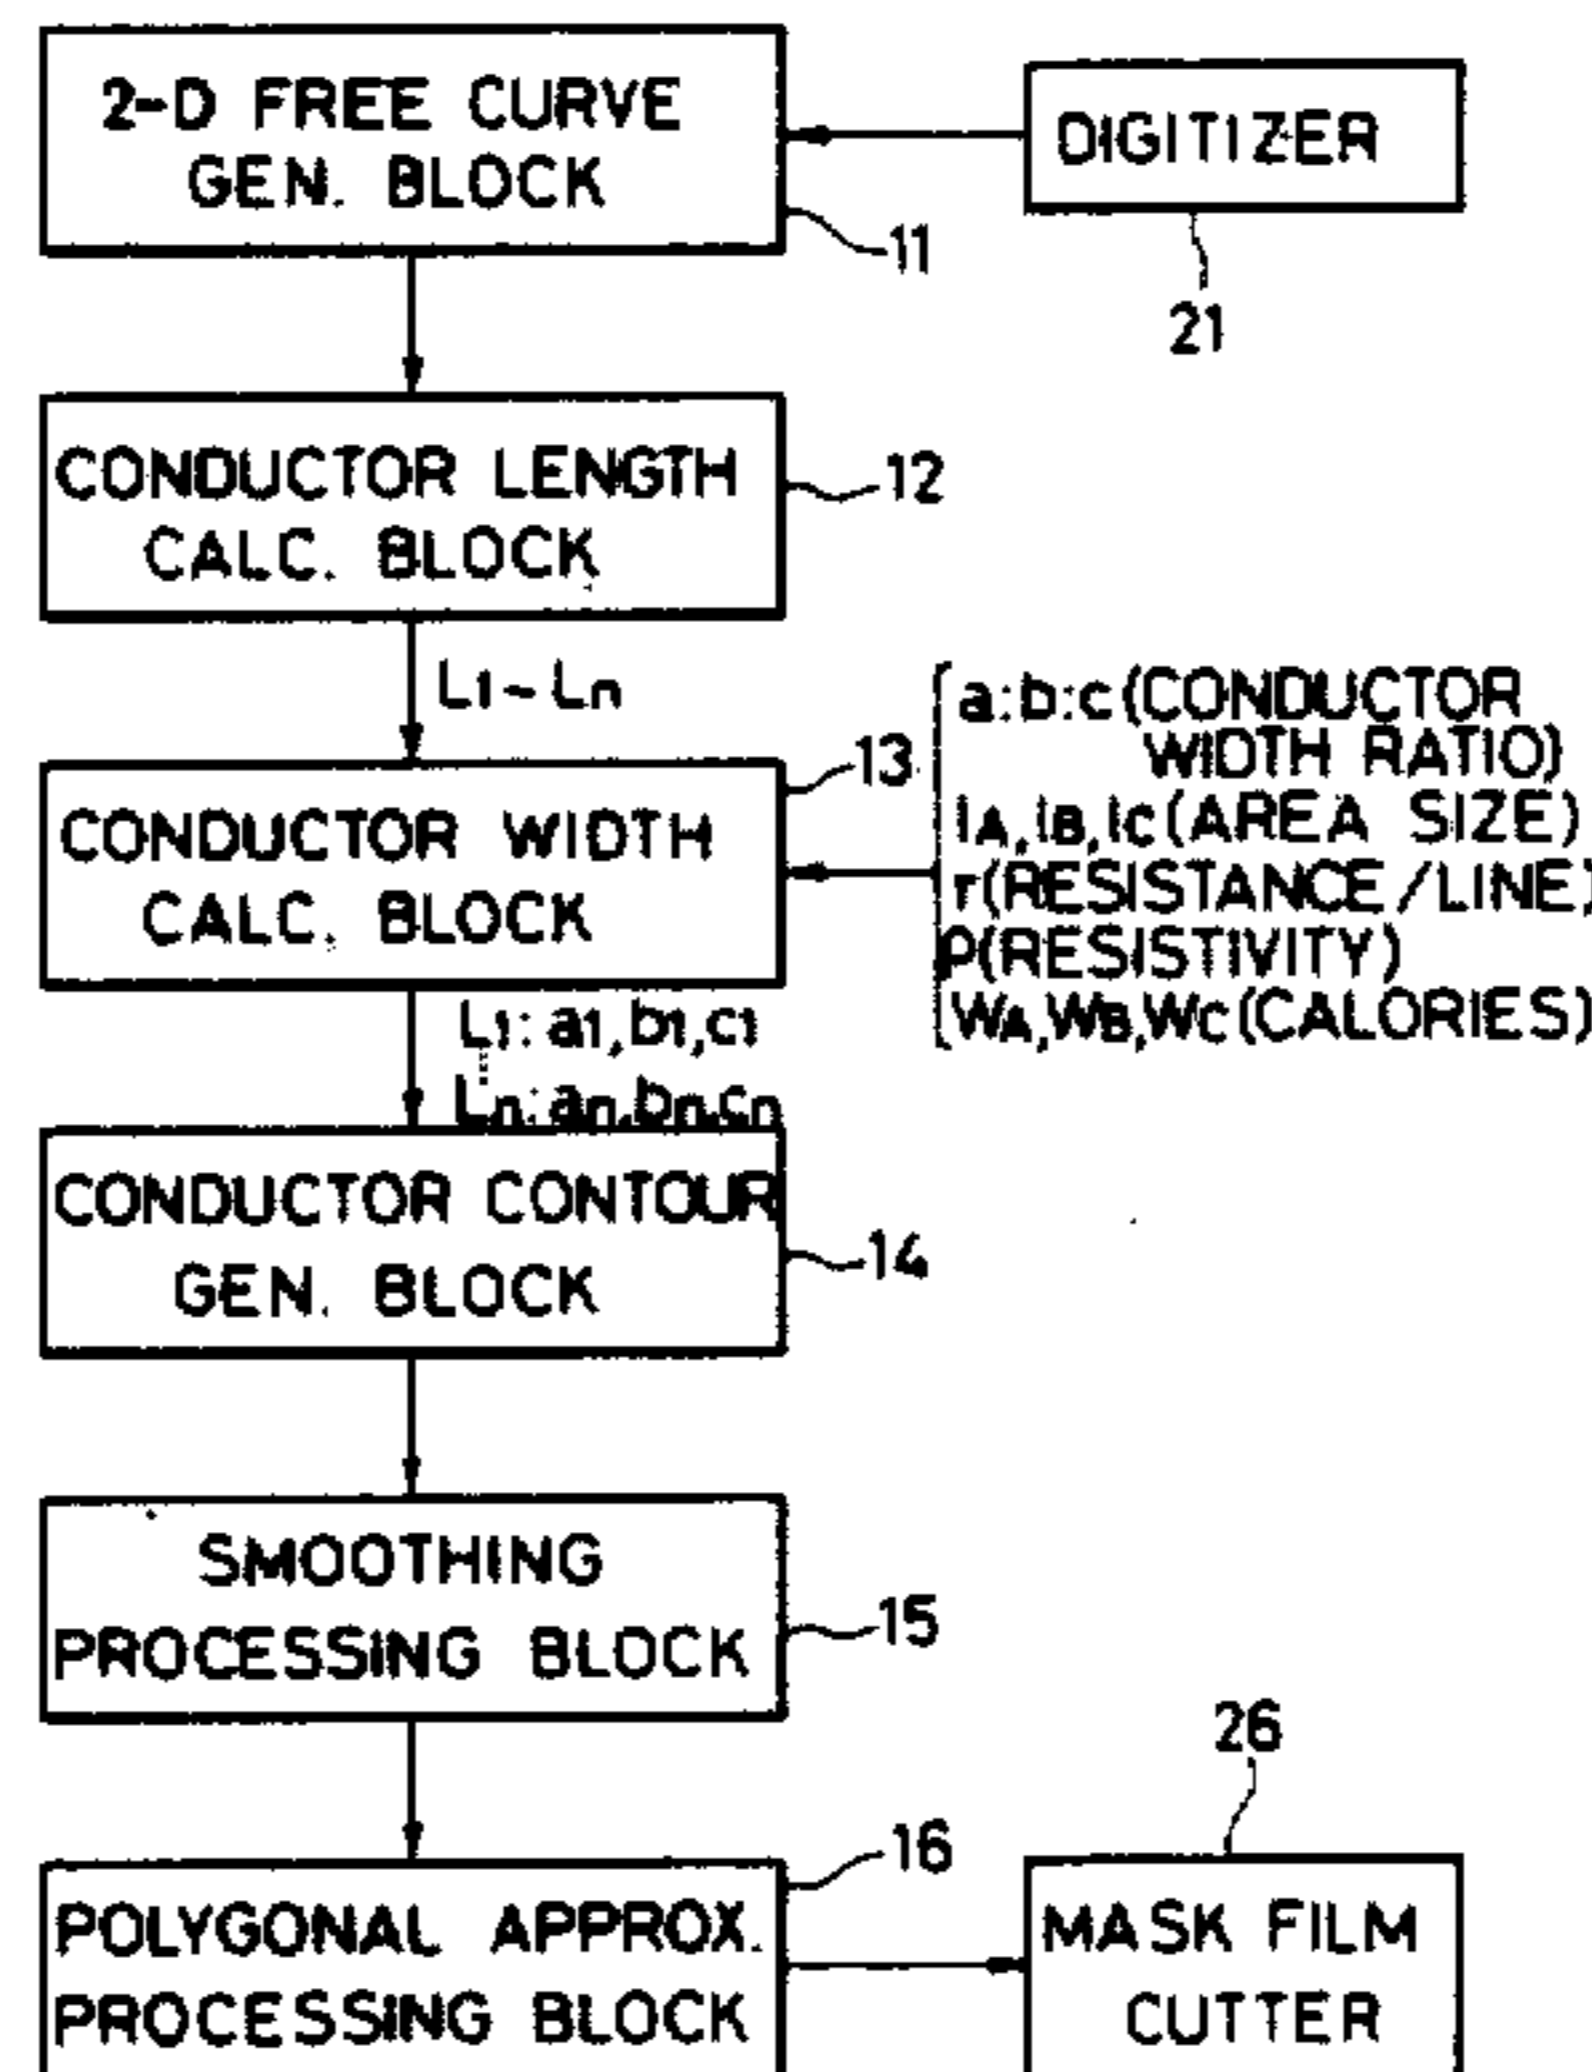 2-D FREE CURVE
GEN. BLOCK
DIGITIZER
11
21
CONDUCTOR LENGTH
CALC. BLOCK
12
L1~Ln
a:b:c(CONDUCTOR
WIDTH RATIO)
lA,lB,lC(AREA SIZE)
r(RESISTANCE/LINE)
ρ(RESISTIVITY)
WA,WB,WC(CALORIES)
13
CONDUCTOR WIDTH
CALC. BLOCK
L1: a1,b1,c1
Ln: an,bn,cn
CONDUCTOR CONTOUR
GEN. BLOCK
14
SMOOTHING
PROCESSING BLOCK
15
26
16
POLYGONAL APPROX.
PROCESSING BLOCK
MASK FILM
CUTTER